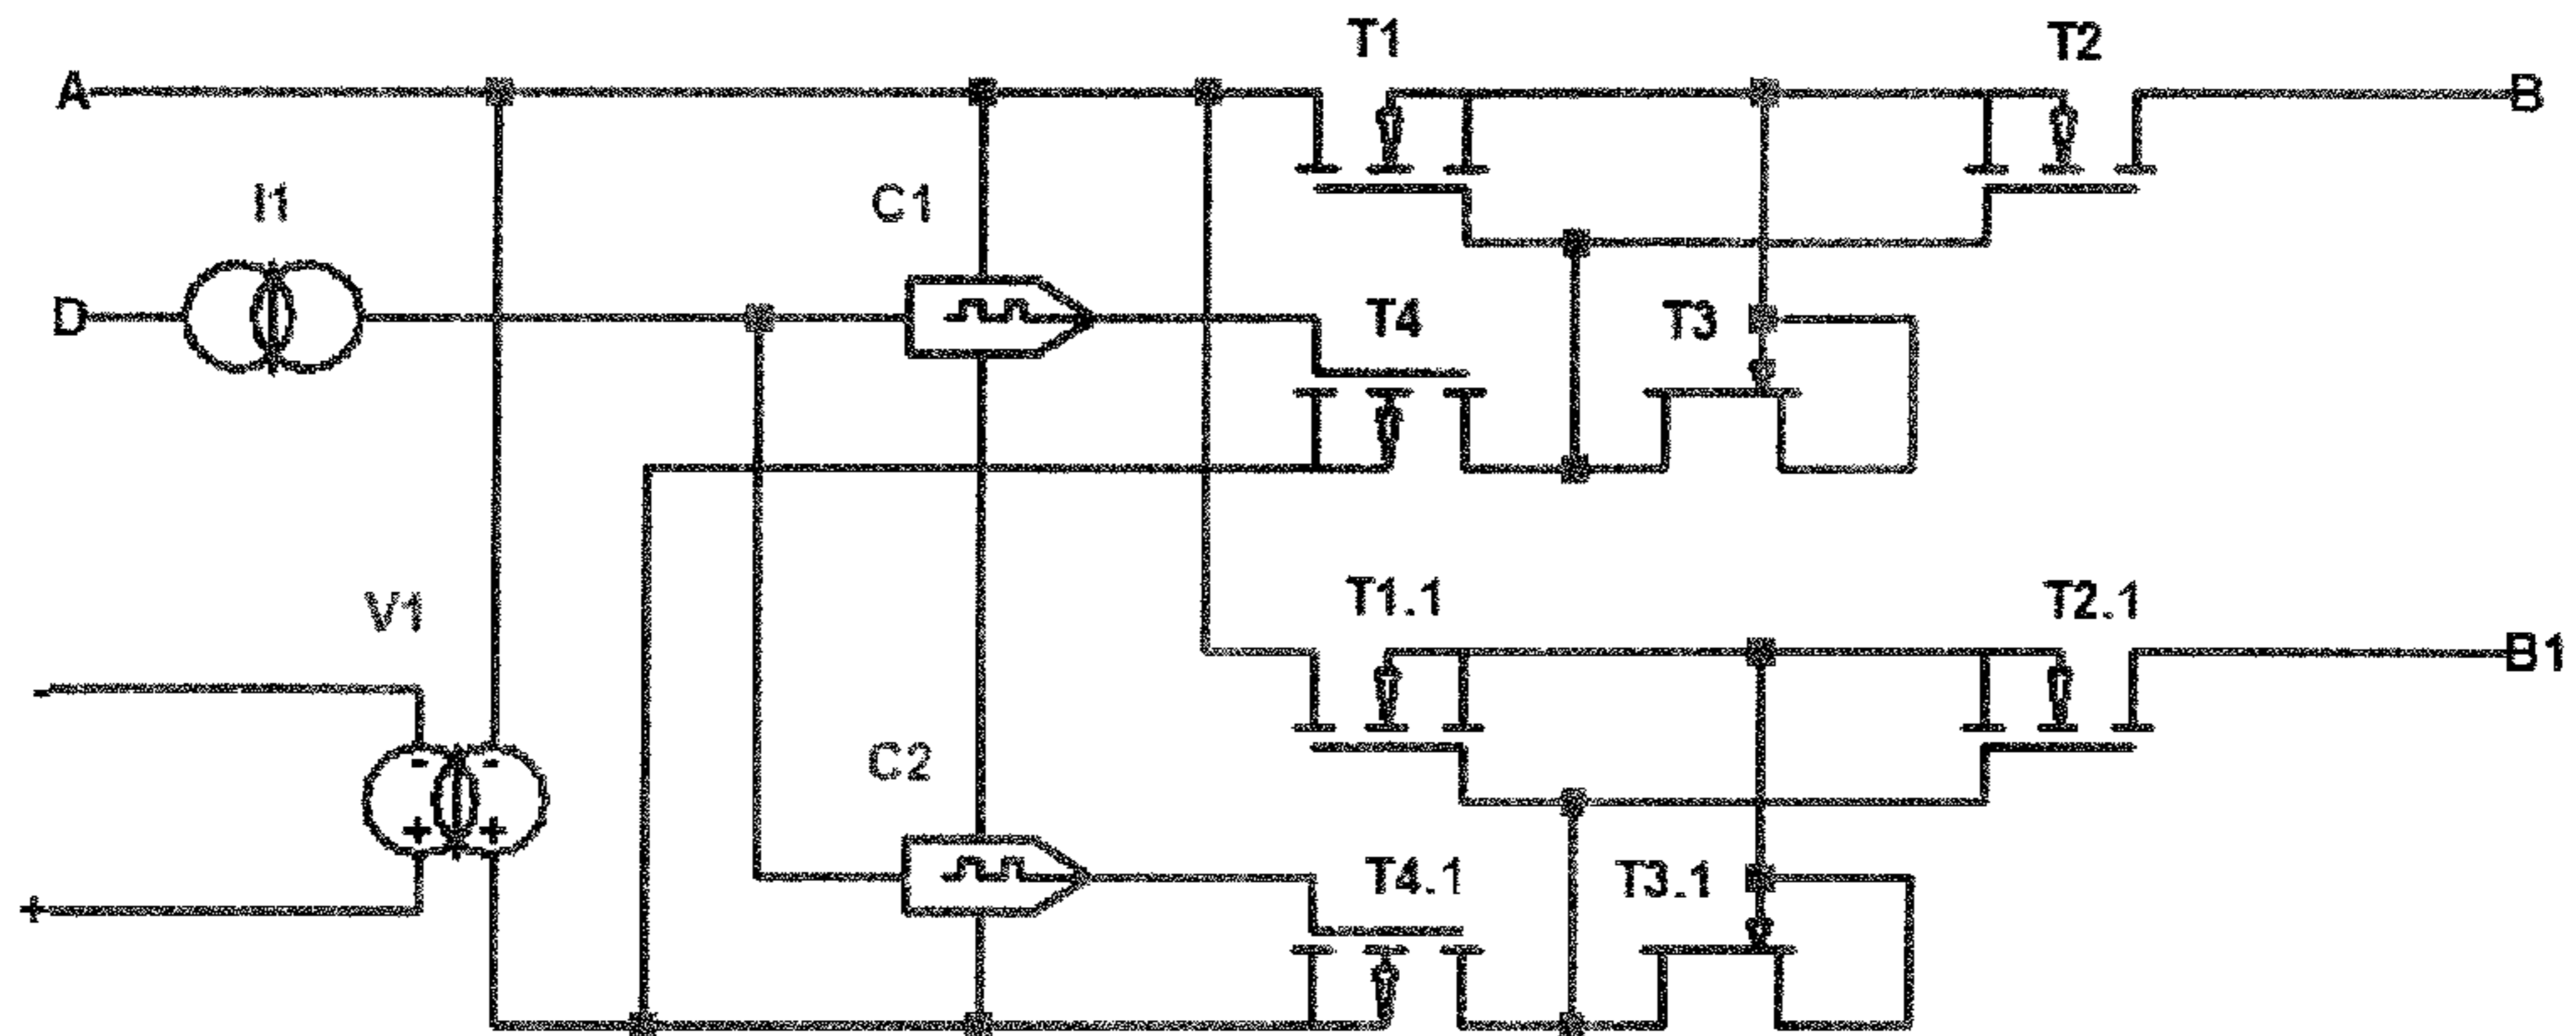 T1
T2
A
B
I1
C1
D
T4
T3
V1
T1.1
T2.1
B1
-
- -
C2
+ +
T4.1
T3.1
+